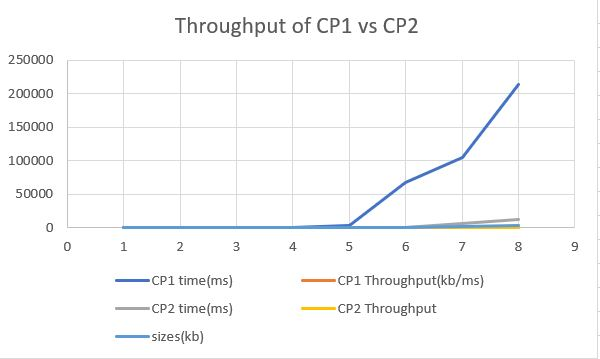 Throughput of CP1 vs CP2
250000
200000
150000
100000
50000
0
0 1 2 3 4 5 6 7 8 9
CP1 time(ms) CP1 Throughput(kb/ms)
CP2 time(ms) CP2 Throughput
sizes(kb)